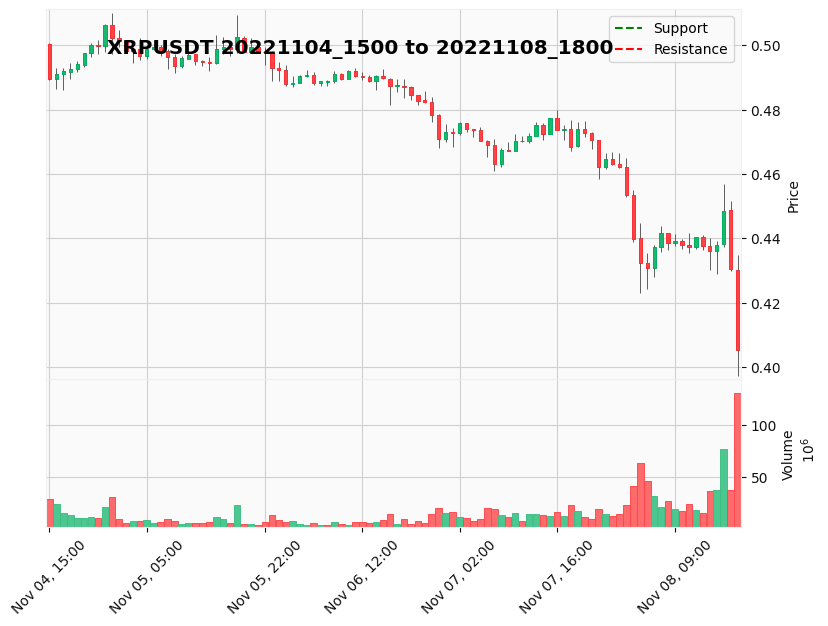 XRPUSDT 20221104_1500 to 20221108_1800
Support
Resistance
0.50
0.48
0.46
0.44
0.42
0.40
Price
100
50
Volume
10^6
Nov 04, 15:00
Nov 05, 05:00
Nov 05, 22:00
Nov 06, 12:00
Nov 07, 02:00
Nov 07, 16:00
Nov 08, 09:00